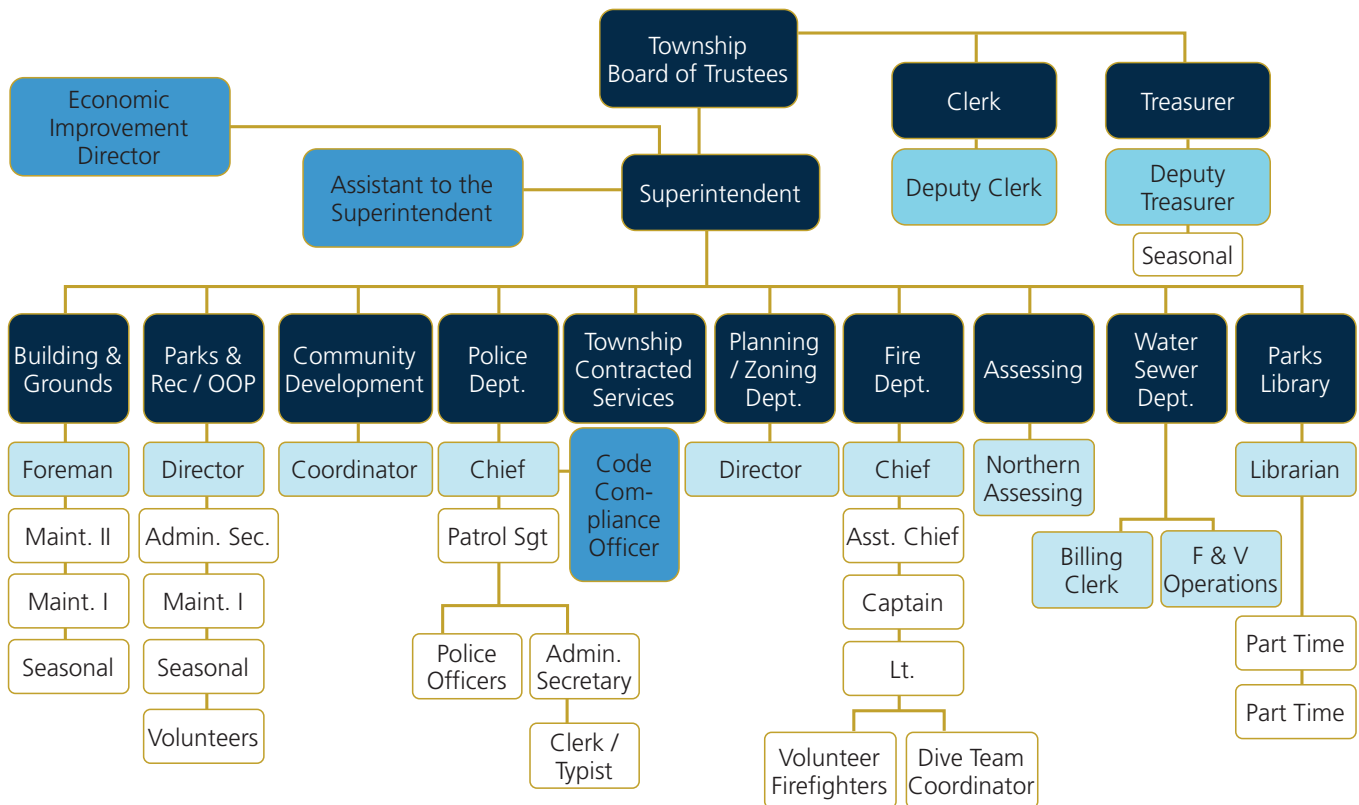 Township
Board of Trustees
Economic
Improvement
Director
Clerk
Treasurer
Assistant to the
Superintendent
Superintendent
Deputy Clerk
Deputy
Treasurer
Seasonal
Building &
Grounds
Parks &
Rec / OOP
Community
Development
Police
Dept.
Township
Contracted
Services
Planning
/ Zoning
Dept.
Fire
Dept.
Assessing
Water
Sewer
Dept.
Parks
Library
Foreman
Director
Coordinator
Chief
Code
Com-
pliance
Officer
Director
Chief
Northern
Assessing
Librarian
Maint. II
Admin. Sec.
Patrol Sgt
Asst. Chief
Billing
Clerk
F & V
Operations
Maint. I
Maint. I
Captain
Seasonal
Seasonal
Police
Officers
Admin.
Secretary
Lt.
Part Time
Volunteers
Clerk /
Typist
Volunteer
Firefighters
Dive Team
Coordinator
Part Time